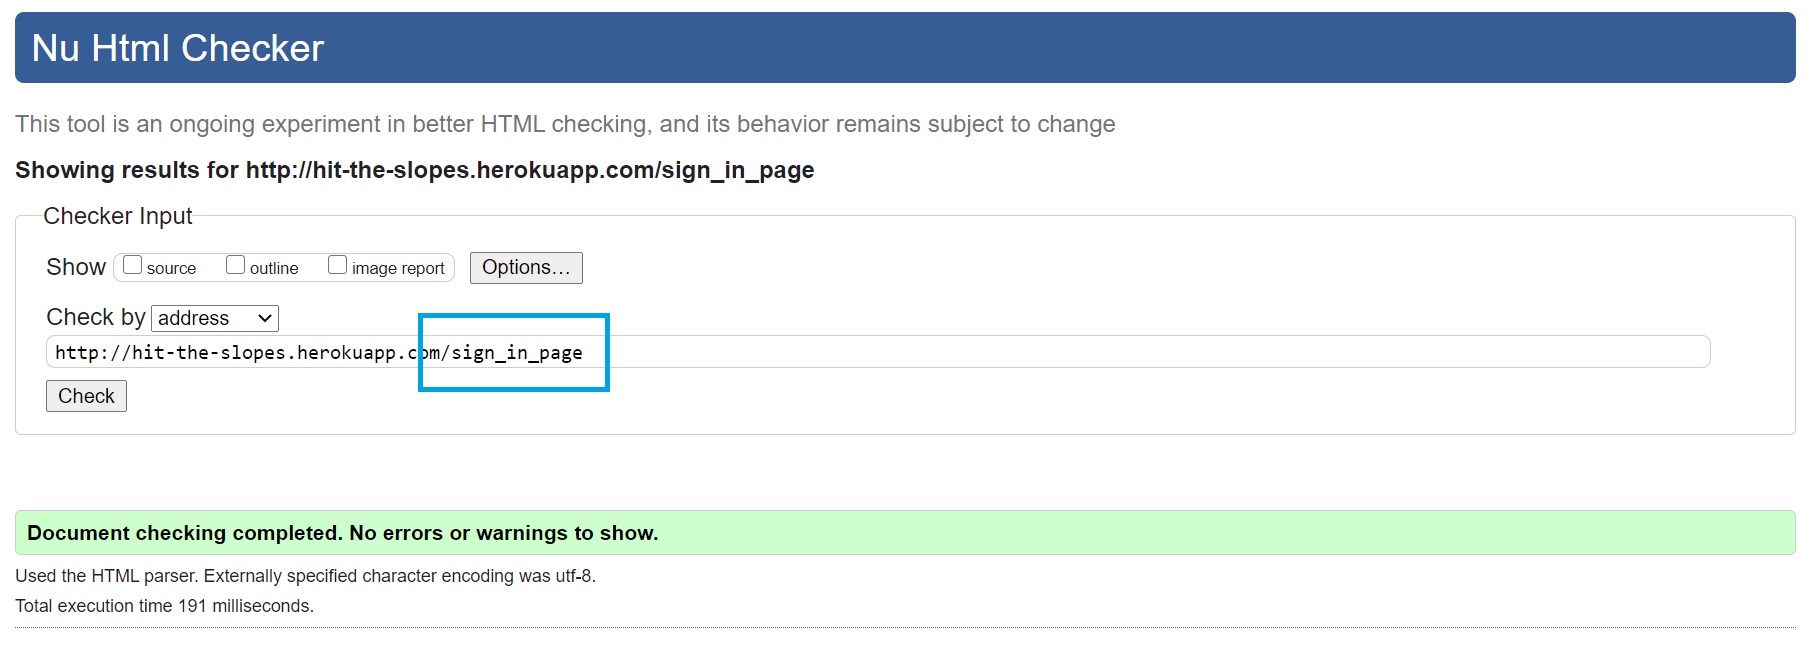 Nu Html Checker
This tool is an ongoing experiment in better HTML checking, and its behavior remains subject to change
Showing results for http://hit-the-slopes.herokuapp.com/sign_in_page
Checker Input
Show source outline image report Options...
Check by address
http://hit-the-slopes.herokuapp.com/sign_in_page
Check
Document checking completed. No errors or warnings to show.
Used the HTML parser. Externally specified character encoding was utf-8.
Total execution time 191 milliseconds.